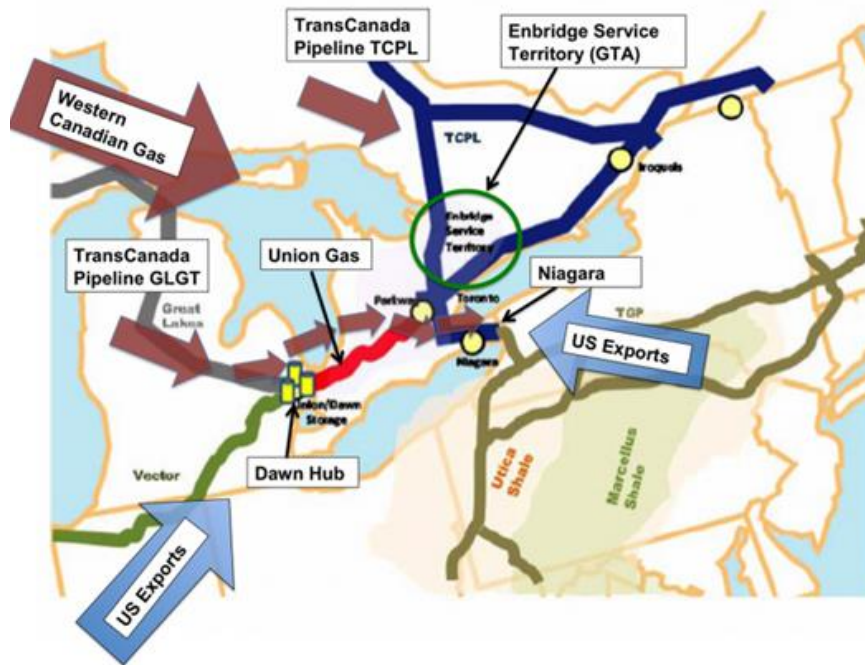 TransCanada
Pipeline TCPL
Enbridge Service
Territory (GTA)
Western
Canadian Gas
TCPL
Iroquois
Enbridge
Service
Territory
TransCanada
Pipeline GLGT
Union Gas
Niagara
Great
Lakes
Parkway
Toronto
TGP
US Exports
Niagara
Union/Dawn
Storage
Dawn Hub
Vector
Utica
Shale
Marcellus
Shale
US Exports